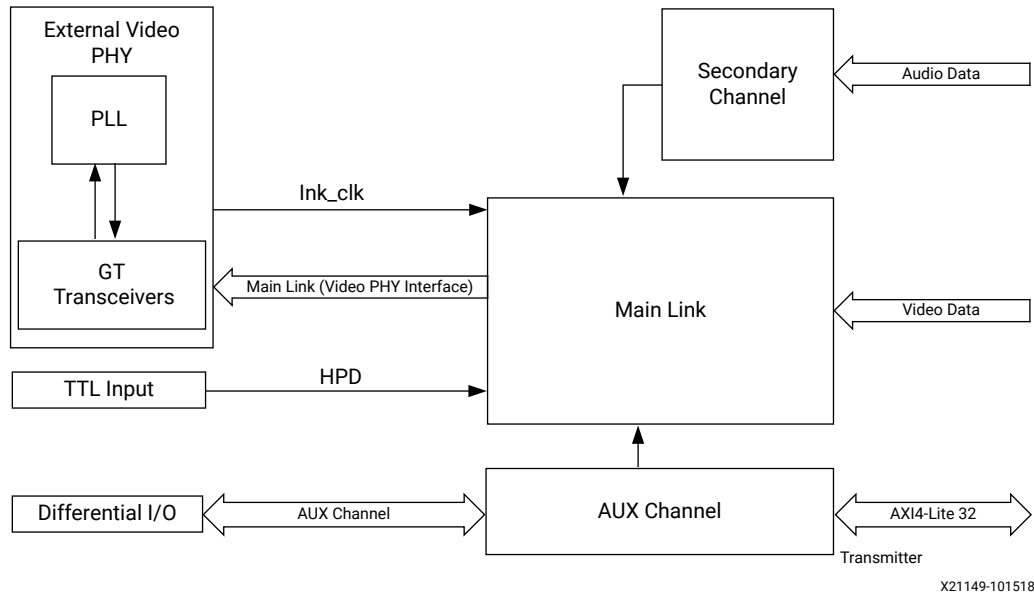 External Video
PHY
PLL
GT
Transceivers
Secondary
Channel
Audio Data
lnk_clk
Main Link (Video PHY Interface)
Main Link
Video Data
TTL Input
HPD
Differential I/O
AUX Channel
AUX Channel
AXI4-Lite 32
Transmitter
X21149-101518